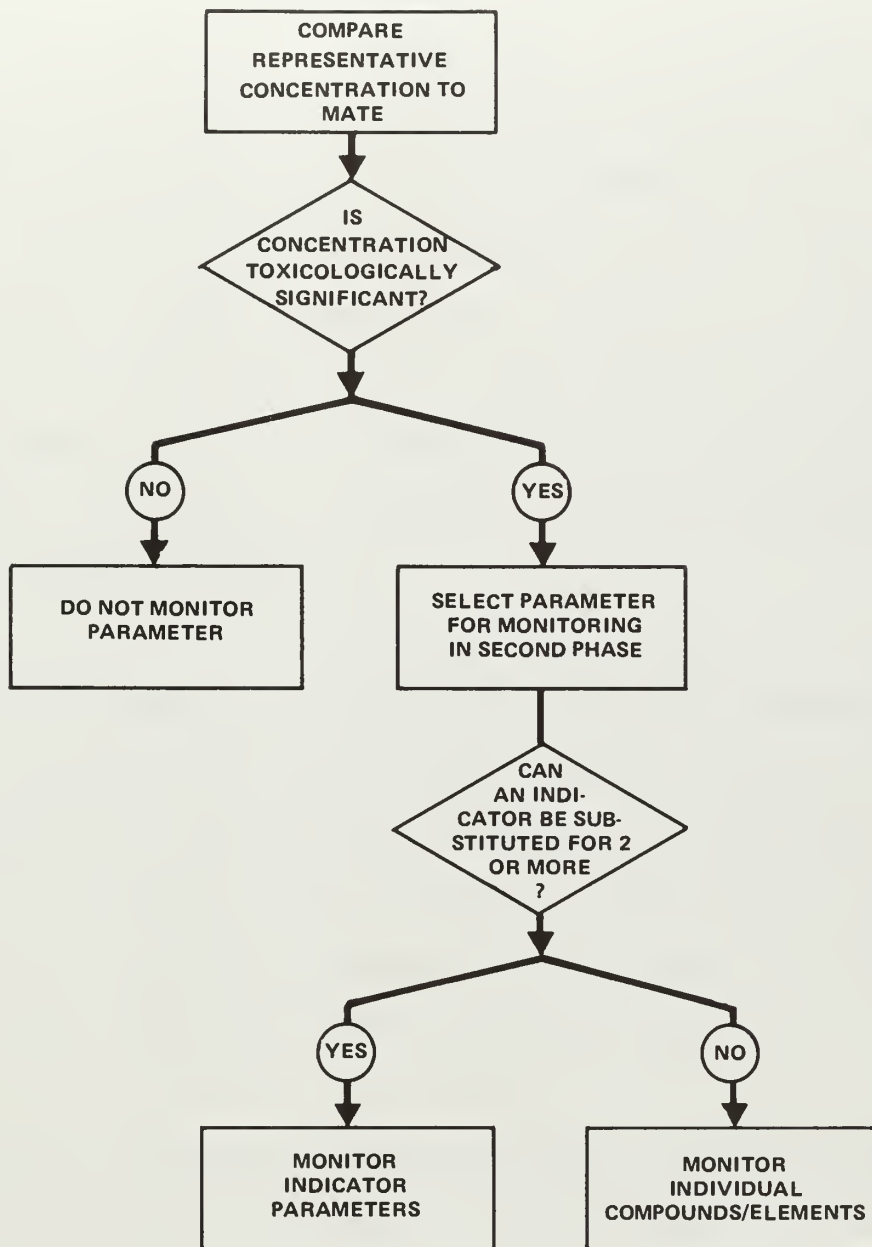 COMPARE
REPRESENTATIVE
CONCENTRATION TO
MATE
IS
CONCENTRATION
TOXICOLOGICALLY
SIGNIFICANT?
NO
YES
DO NOT MONITOR
PARAMETER
SELECT PARAMETER
FOR MONITORING
IN SECOND PHASE
CAN
AN INDI-
CATOR BE SUB-
STITUTED FOR 2
OR MORE
?
YES
NO
MONITOR
INDICATOR
PARAMETERS
MONITOR
INDIVIDUAL
COMPOUNDS/ELEMENTS